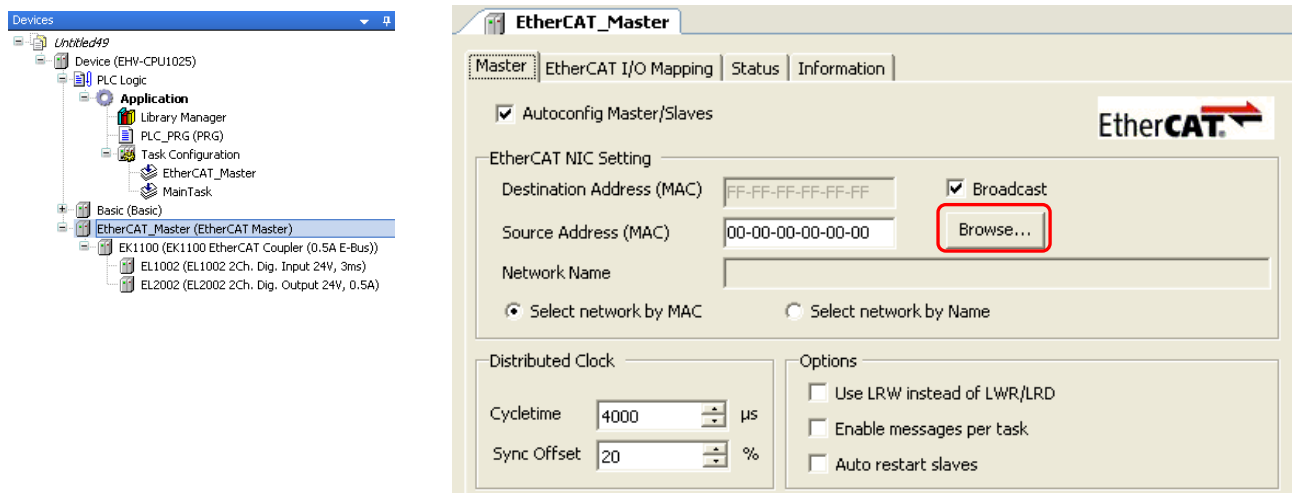 Devices
Untitled49
Device (EHV-CPU1025)
PLC Logic
Application
Library Manager
PLC_PRG (PRG)
Task Configuration
EtherCAT_Master
MainTask
Basic (Basic)
EtherCAT_Master (EtherCAT Master)
EK1100 (EK1100 EtherCAT Coupler (0.5A E-Bus))
EL1002 (EL1002 2Ch. Dig. Input 24V, 3ms)
EL2002 (EL2002 2Ch. Dig. Output 24V, 0.5A)
EtherCAT_Master
Master EtherCAT I/O Mapping Status Information
Autoconfig Master/Slaves
EtherCAT.
EtherCAT NIC Setting
Destination Address (MAC) FF-FF-FF-FF-FF-FF Broadcast
Source Address (MAC) 00-00-00-00-00-00 Browse...
Network Name
Select network by MAC Select network by Name
Distributed Clock
Cycletime 4000 µs
Sync Offset 20 %
Options
Use LRW instead of LWR/LRD
Enable messages per task
Auto restart slaves